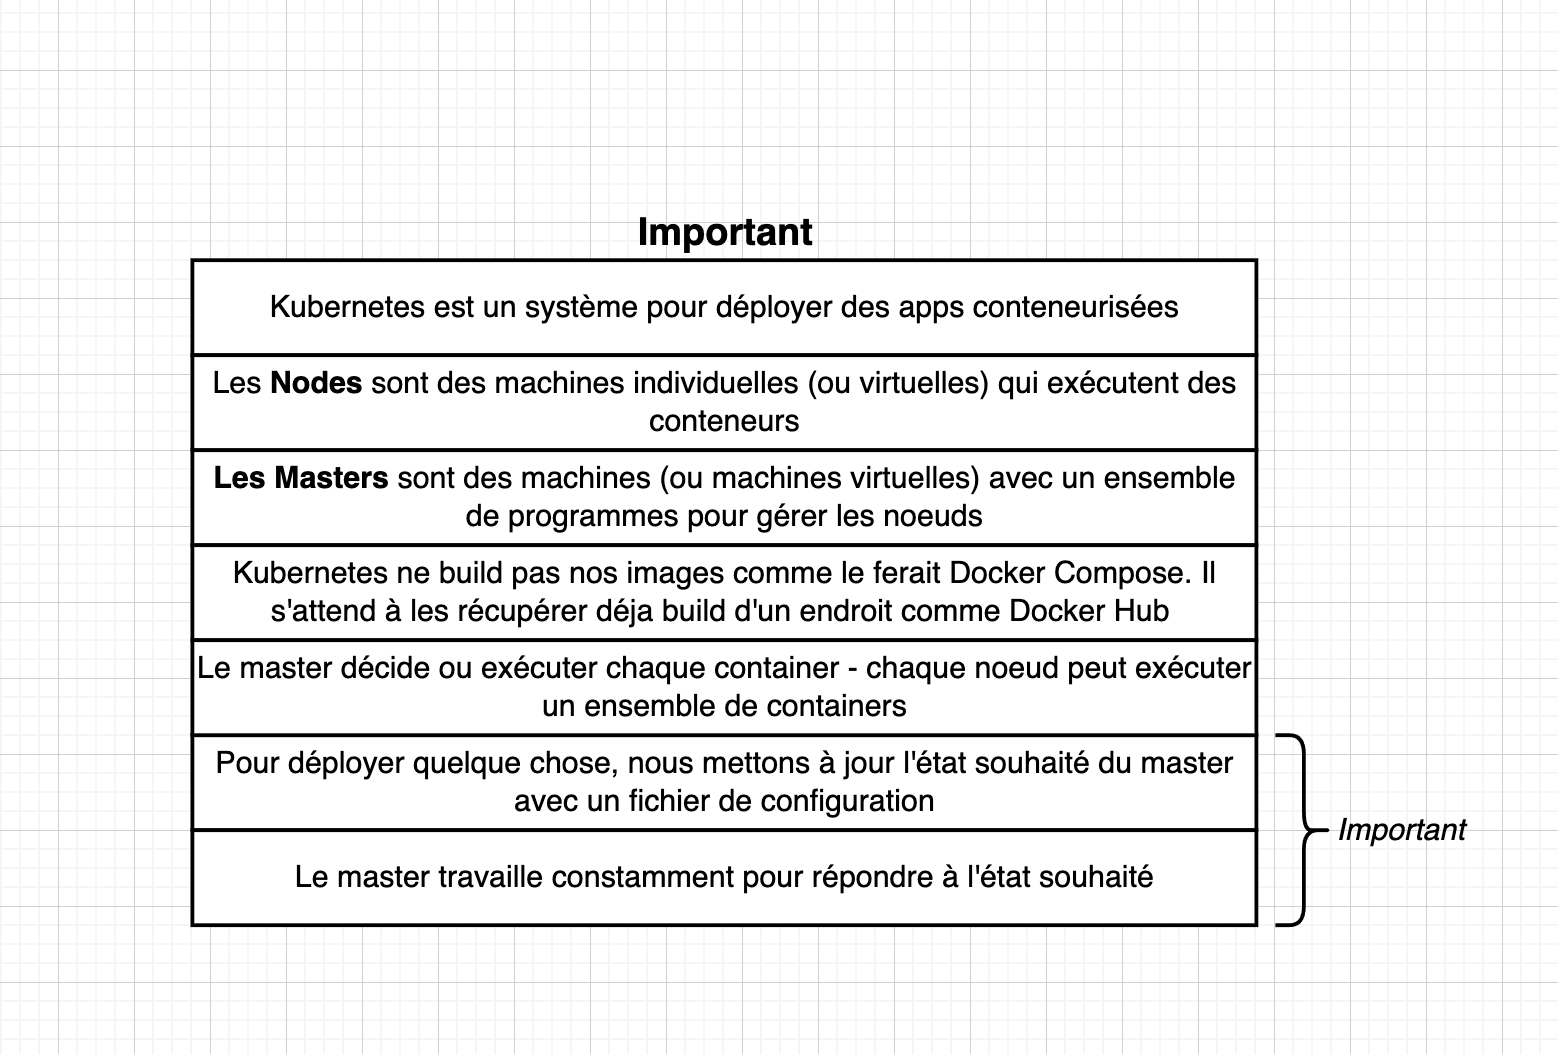 Important
Kubernetes est un système pour déployer des apps conteneurisées
Les Nodes sont des machines individuelles (ou virtuelles) qui exécutent des
conteneurs
Les Masters sont des machines (ou machines virtuelles) avec un ensemble
de programmes pour gérer les noeuds
Kubernetes ne build pas nos images comme le ferait Docker Compose. Il
s'attend à les récupérer déja build d'un endroit comme Docker Hub
Le master décide ou exécuter chaque container - chaque noeud peut exécuter
un ensemble de containers
Pour déployer quelque chose, nous mettons à jour l'état souhaité du master
avec un fichier de configuration
Le master travaille constamment pour répondre à l'état souhaité
Important